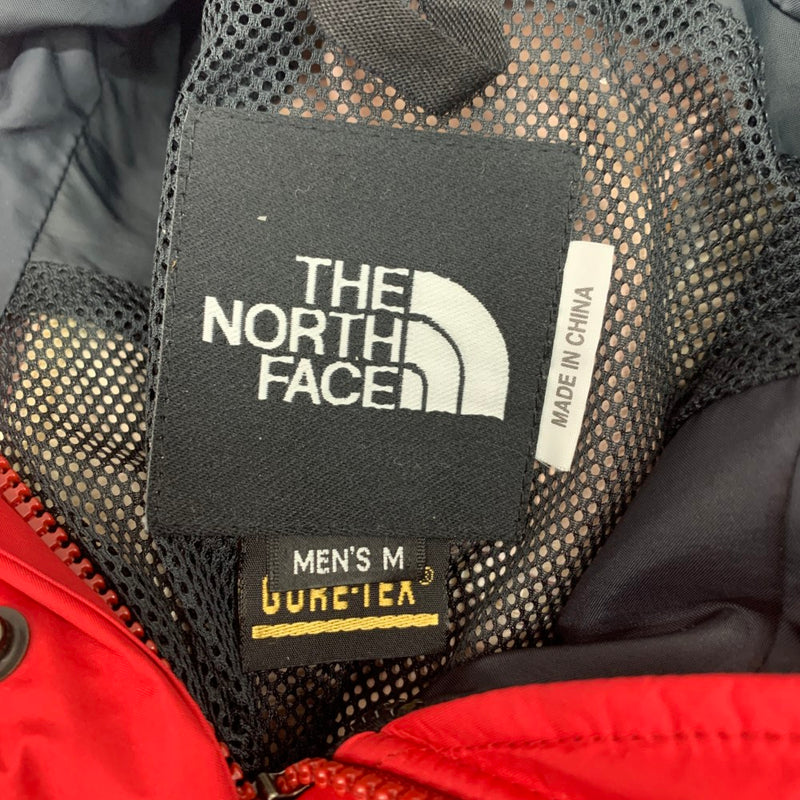 THE
NORTH
FACE
MADE IN CHINA
MEN'S M
GORE-TEX®